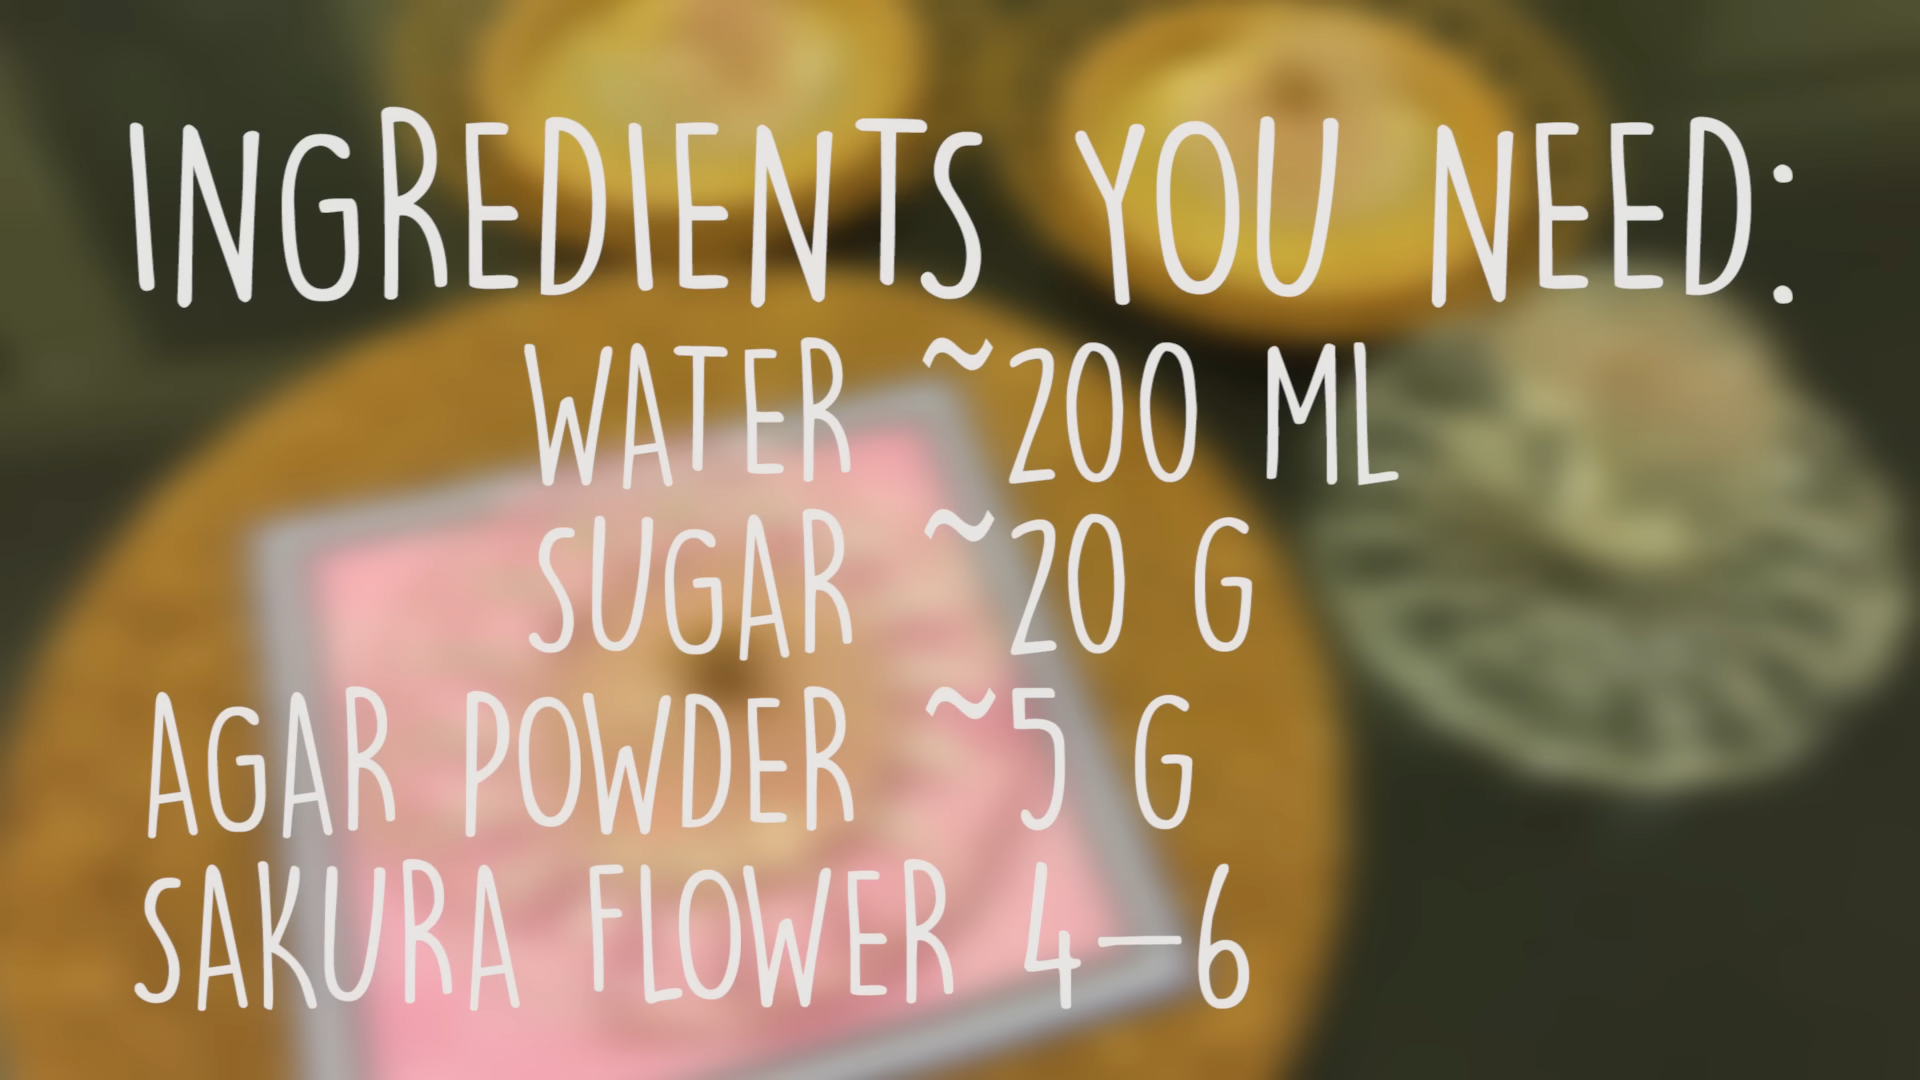 INGREDIENTS YOU NEED:
WATER ~200 ML
SUGAR ~20 G
AGAR POWDER ~5 G
SAKURA FLOWER 4-6